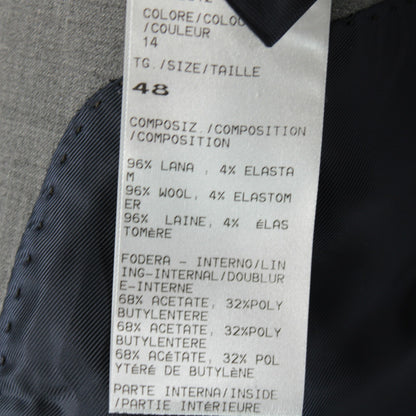 COLORE/COLOU
/COULEUR
14
TG./SIZE/TAILLE
48
COMPOSIZ./COMPOSITION
/COMPOSITION
96% LANA , 4% ELASTA
M
96% WOOL, 4% ELASTOM
ER
96% LAINE, 4% éLAS
TOMèRE
FODERA - INTERNO/LIN
ING-INTERNAL/DOUBLUR
E-INTERNE
68% ACETATE, 32%POLY
BUTYLENTERE
68% ACETATE, 32%POLY
BUTYLENTERE
68% ACéTATE, 32% POL
YTéRé DE BUTYLèNE
PARTE INTERNA/INSIDE
/PARTIE INTéRIEURE